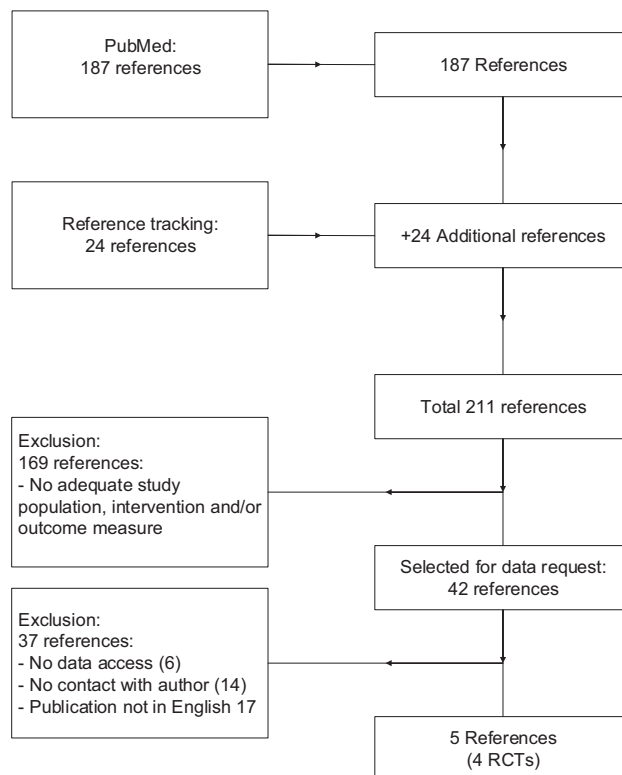 PubMed:
187 references
187 References
Reference tracking:
24 references
+24 Additional references
Total 211 references
Exclusion:
169 references:
- No adequate study
population, intervention and/or
outcome measure
Selected for data request:
42 references
Exclusion:
37 references:
- No data access (6)
- No contact with author (14)
- Publication not in English 17
5 References
(4 RCTs)